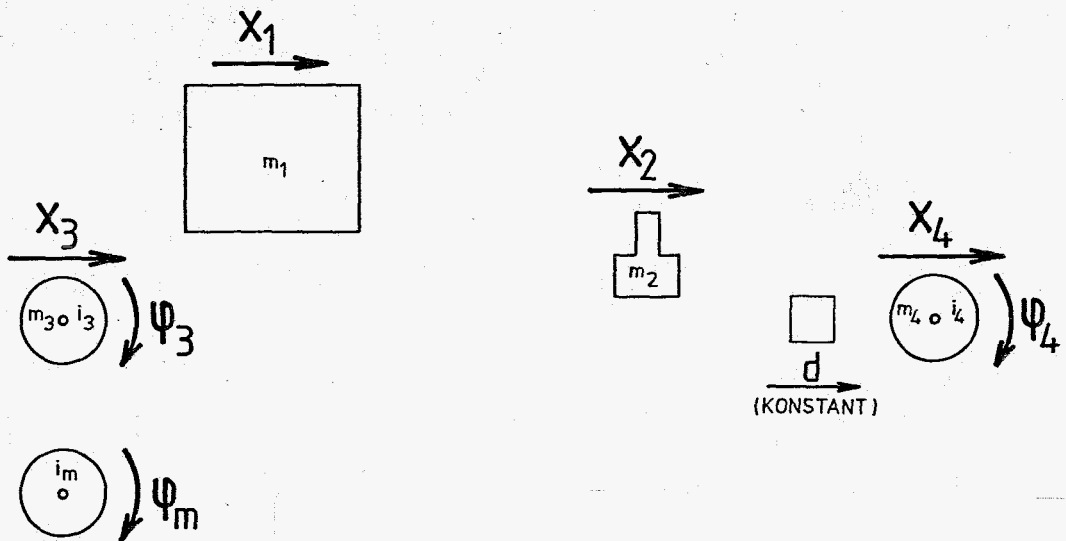 X₁
m₁
X₂
m₂
X₃
m₃ i₃
φ₃
X₄
m₄ i₄
φ₄
d
(KONSTANT)
iₘ
φₘ